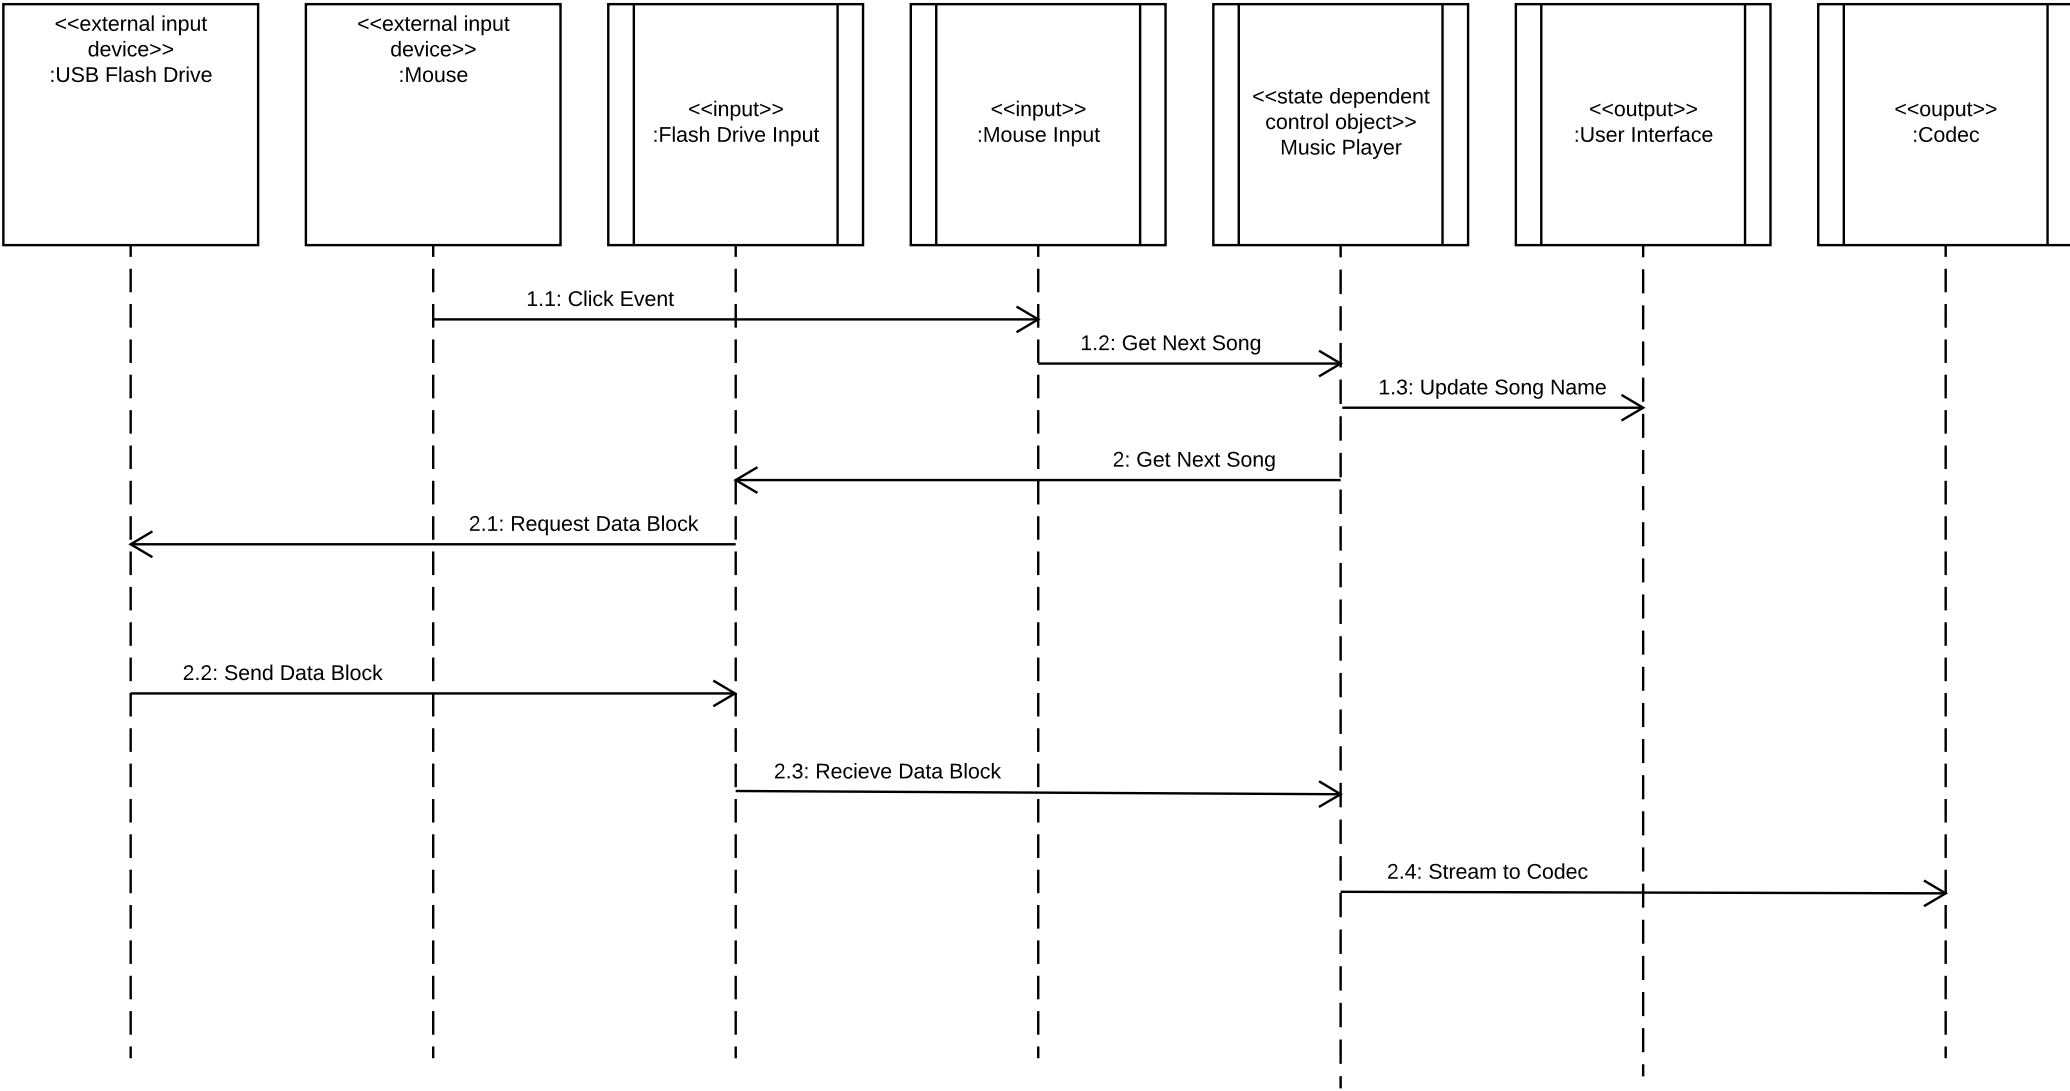 <<external input
device>>
:USB Flash Drive
<<external input
device>>
:Mouse
<<input>>
:Flash Drive Input
<<input>>
:Mouse Input
<<state dependent
control object>>
Music Player
<<output>>
:User Interface
<<ouput>>
:Codec
1.1: Click Event
1.2: Get Next Song
1.3: Update Song Name
2: Get Next Song
2.1: Request Data Block
2.2: Send Data Block
2.3: Recieve Data Block
2.4: Stream to Codec